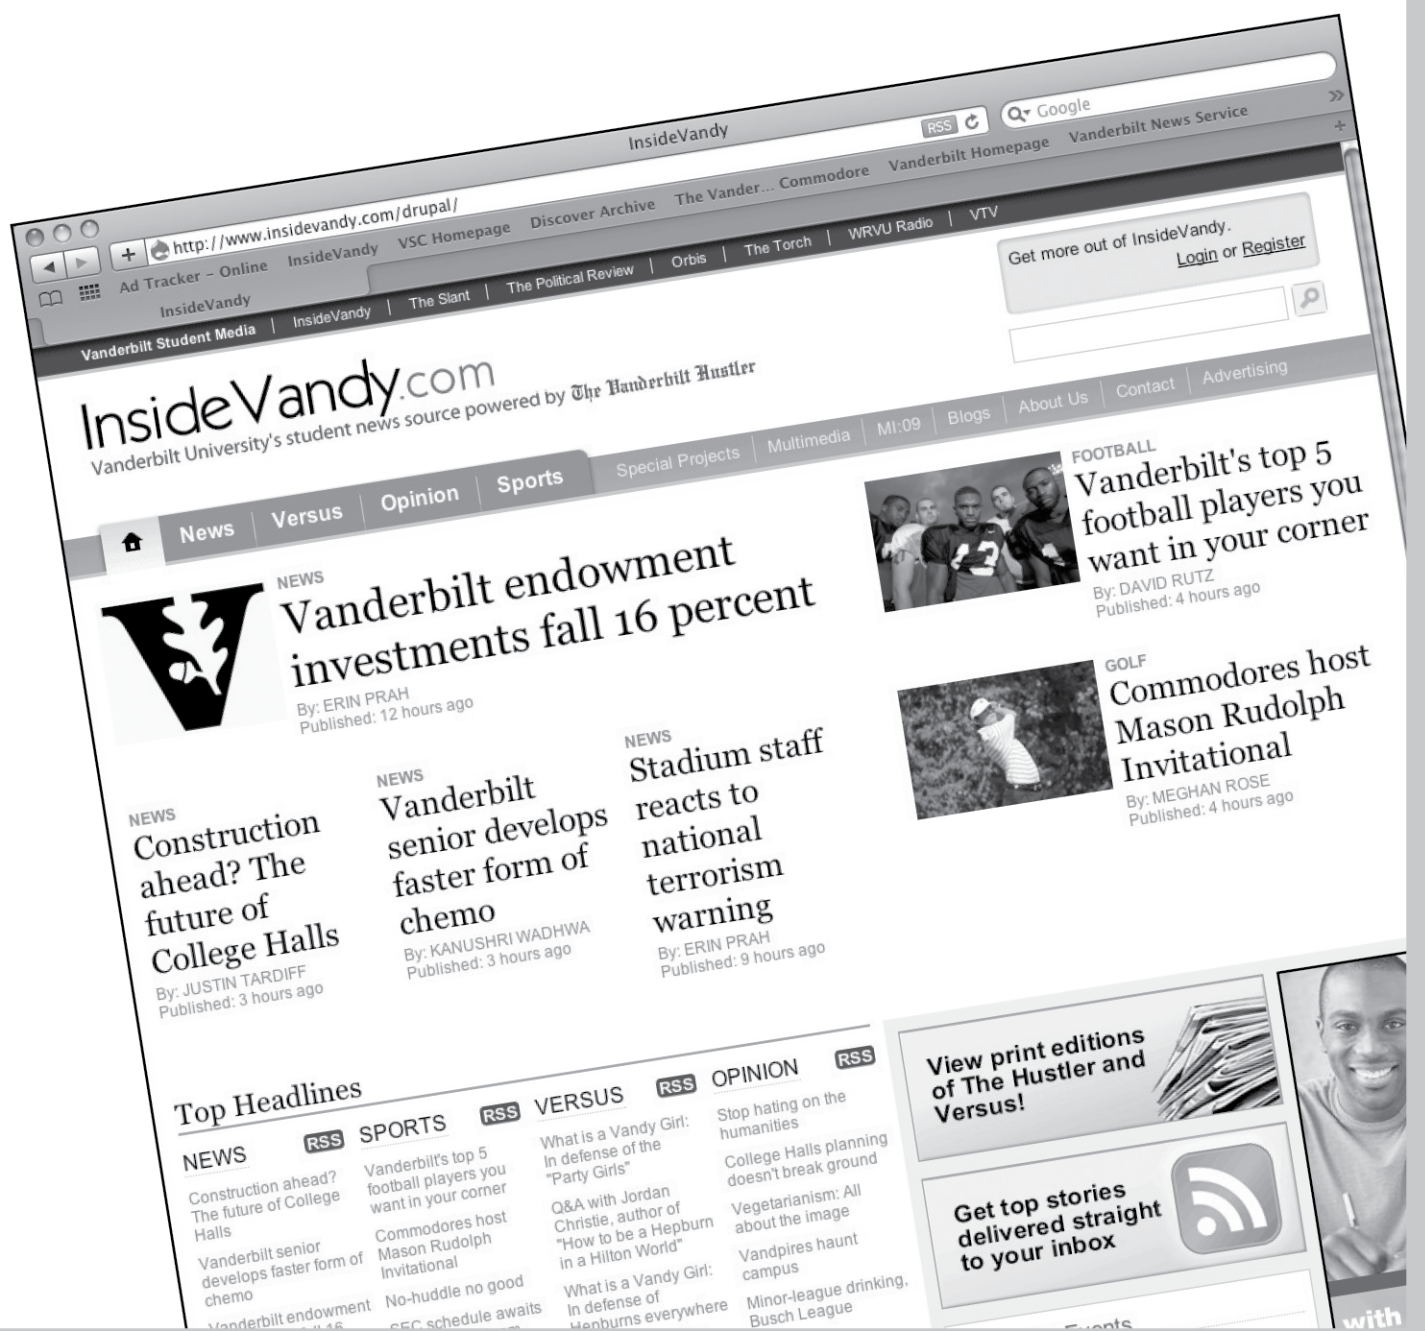 InsideVandy
http://www.insidevandy.com/drupal/
RSS
Google
Ad Tracker – Online
InsideVandy
VSC Homepage
Discover Archive
The Vander... Commodore
Vanderbilt Homepage
Vanderbilt News Service
InsideVandy
Vanderbilt Student Media | InsideVandy | The Slant | The Political Review | Orbis | The Torch | WRVU Radio | VTV
Get more out of InsideVandy.
Login or Register
InsideVandy.com
Vanderbilt University's student news source powered by The Vanderbilt Hustler
News
Versus
Opinion
Sports
Special Projects
Multimedia
MI:09
Blogs
About Us
Contact
Advertising
NEWS
Vanderbilt endowment
investments fall 16 percent
By: ERIN PRAH
Published: 12 hours ago
FOOTBALL
Vanderbilt's top 5
football players you
want in your corner
By: DAVID RUTZ
Published: 4 hours ago
GOLF
Commodores host
Mason Rudolph
Invitational
By: MEGHAN ROSE
Published: 4 hours ago
NEWS
Construction
ahead? The
future of
College Halls
By: JUSTIN TARDIFF
Published: 3 hours ago
NEWS
Vanderbilt
senior develops
faster form of
chemo
By: KANUSHRI WADHWA
Published: 3 hours ago
NEWS
Stadium staff
reacts to
national
terrorism
warning
By: ERIN PRAH
Published: 9 hours ago
Top Headlines
NEWS
RSS
Construction ahead?
The future of College
Halls
Vanderbilt senior
develops faster form of
chemo
Vanderbilt endowment
SPORTS
RSS
Vanderbilt's top 5
football players you
want in your corner
Commodores host
Mason Rudolph
Invitational
No-huddle no good
SEC schedule awaits
VERSUS
RSS
What is a Vandy Girl:
In defense of the
"Party Girls"
Q&A with Jordan
Christie, author of
"How to be a Hepburn
in a Hilton World"
What is a Vandy Girl:
In defense of
Hepburns everywhere
OPINION
RSS
Stop hating on the
humanities
College Halls planning
doesn't break ground
Vegetarianism: All
about the image
Vandpires haunt
campus
Minor-league drinking,
Busch League
View print editions
of The Hustler and
Versus!
Get top stories
delivered straight
to your inbox
Events
with